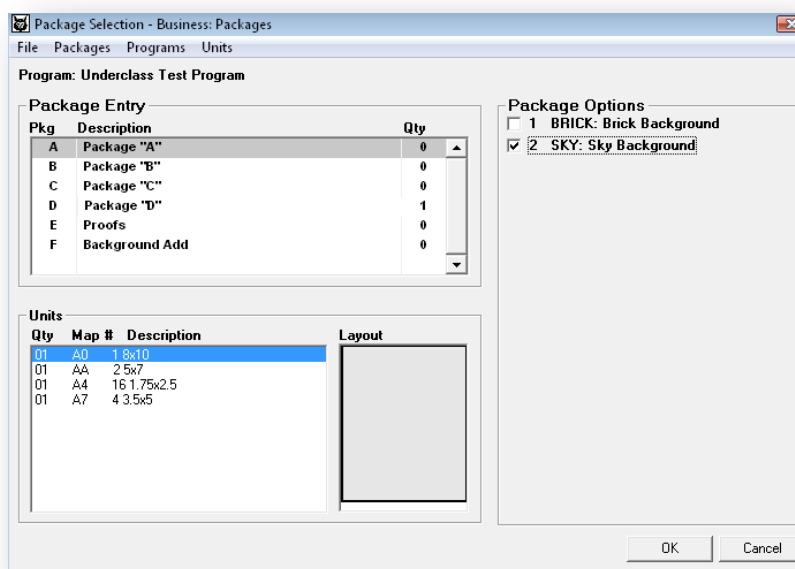 Package Selection - Business: Packages
File Packages Programs Units
Program: Underclass Test Program
Package Entry
Pkg Description Qty
A Package "A" 0
B Package "B" 0
C Package "C" 0
D Package "D" 1
E Proofs 0
F Background Add 0
Package Options
1 BRICK: Brick Background
2 SKY: Sky Background
Units
Qty Map # Description
01 A0 1 8x10
01 AA 2 5x7
01 A4 16 1.75x2.5
01 A7 4 3.5x5
Layout
OK Cancel